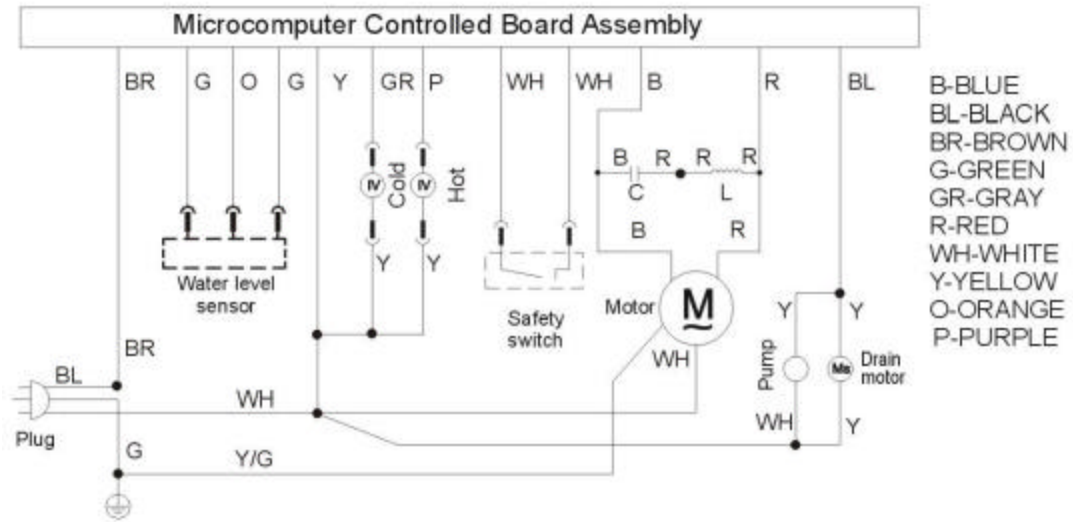 Microcomputer Controlled Board Assembly
BR G O G Y GR P WH WH B R BL
B-BLUE
BL-BLACK
BR-BROWN
G-GREEN
GR-GRAY
R-RED
WH-WHITE
Y-YELLOW
O-ORANGE
P-PURPLE
B R R R
C L
IV Cold IV Hot
B R
Y Y
Water level
sensor
Safety
switch
Motor M
~
Y Y
Pump
Ms
Drain
motor
BR
WH
BL
WH
WH Y
Plug
G
Y/G